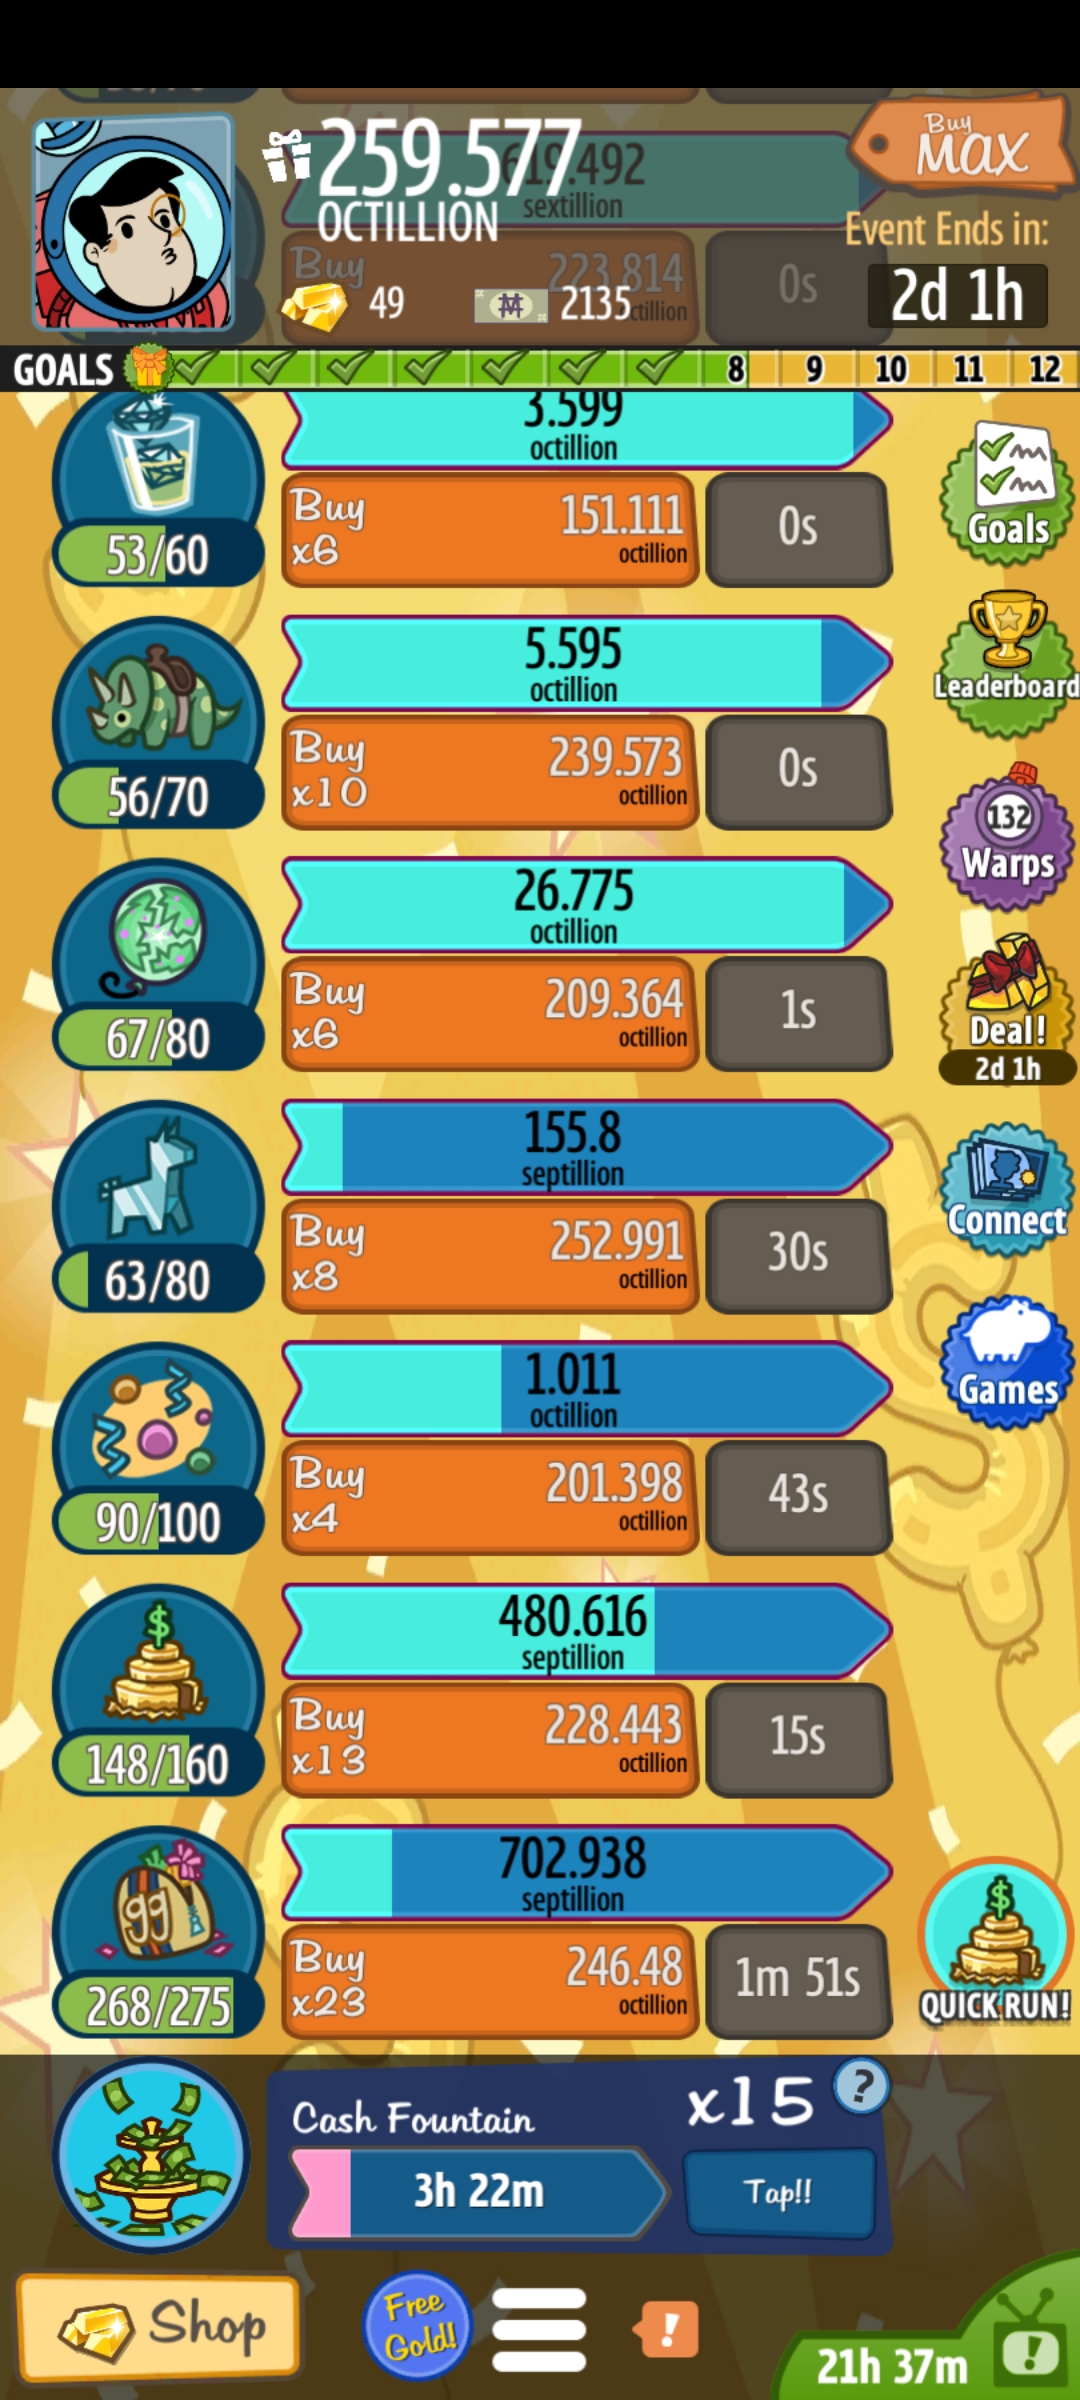 259.577
OCTILLION
619.492
sextillion
Buy
MAX
Event Ends in:
2d 1h
Buy
223.814
0s
49
2135
GOALS
8
9
10
11
12
3.599
octillion
Buy
x6
151.111
octillion
0s
53/60
Goals
5.595
octillion
Buy
x10
239.573
octillion
0s
56/70
Leaderboard
26.775
octillion
Buy
x6
209.364
octillion
1s
67/80
132
Warps
Deal!
2d 1h
155.8
septillion
Buy
x8
252.991
octillion
30s
63/80
Connect
1.011
octillion
Buy
x4
201.398
octillion
43s
90/100
Games
480.616
septillion
Buy
x13
228.443
octillion
15s
148/160
$
702.938
septillion
Buy
x23
246.48
octillion
1m 51s
99
268/275
$
QUICK RUN!
Cash Fountain
x15
?
3h 22m
Tap!!
Shop
Free
Gold!
!
21h 37m
!